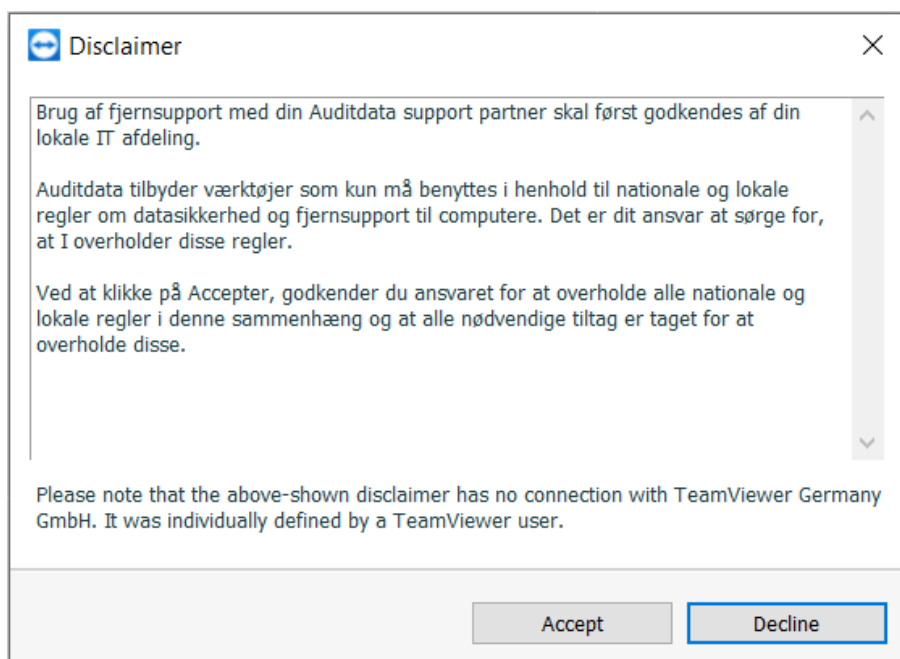 Disclaimer
Brug af fjernsupport med din Auditdata support partner skal først godkendes af din
lokale IT afdeling.
Auditdata tilbyder værktøjer som kun må benyttes i henhold til nationale og lokale
regler om datasikkerhed og fjernsupport til computere. Det er dit ansvar at sørge for,
at I overholder disse regler.
Ved at klikke på Accepter, godkender du ansvaret for at overholde alle nationale og
lokale regler i denne sammenhæng og at alle nødvendige tiltag er taget for at
overholde disse.
Please note that the above-shown disclaimer has no connection with TeamViewer Germany
GmbH. It was individually defined by a TeamViewer user.
Accept
Decline